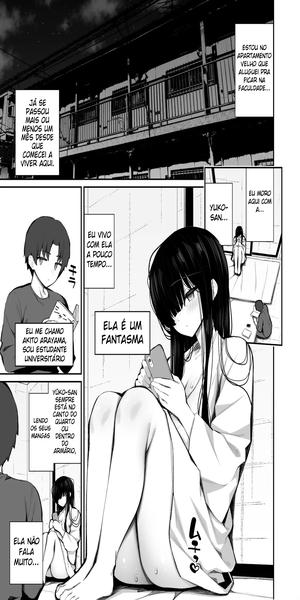 ESTOU NO
APARTAMENTO
VELHO QUE
ALUGUEI PRA
FICAR NA
FACULDADE...
JÁ SE
PASSOU
MAIS OU
MENOS UM
MÊS DESDE
QUE
COMECEI A
VIVER AQUI.
EU MORO
AQUI COM
A...
YUKO-
SAN...
EU VIVO
COM ELA
A POUCO
TEMPO...
ELA É UM
FANTASMA
EU ME CHAMO
AKITO ARAYAMA,
SOU ESTUDANTE
UNIVERSITÁRIO
YÚKO-SAN
SEMPRE
ESTÁ NO
CANTO DO
QUARTO OU
DENTRO
DO
ARMÁRIO,
LENDO
OS SEUS
MANGAS
ELA NÃO
FALA
MUITO...